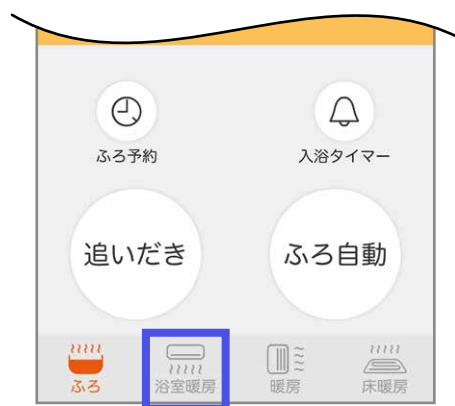 ふろ予約
入浴タイマー
追いだき
ふろ自動
ふろ
浴室暖房
暖房
床暖房